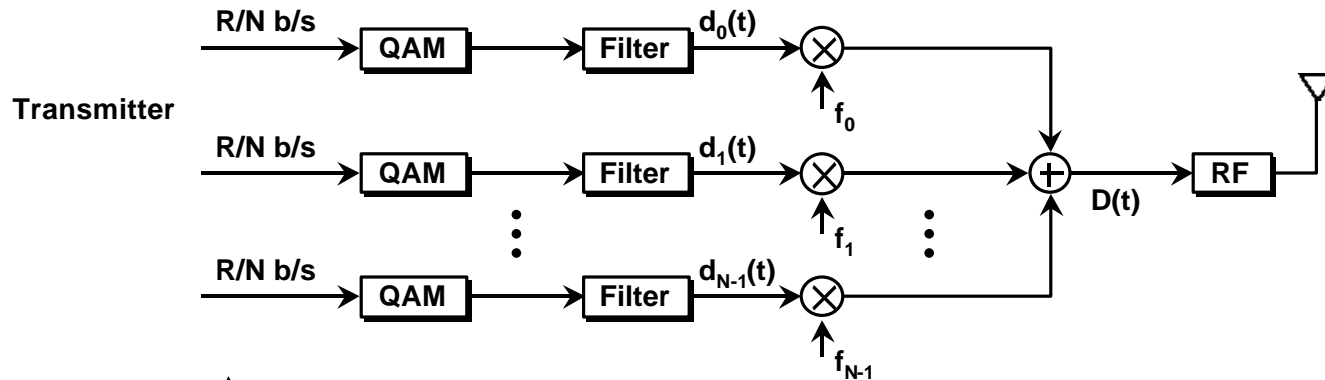 R/N b/s QAM Filter d₀(t) f₀
Transmitter
R/N b/s QAM Filter d₁(t) f₁ D(t) RF
R/N b/s QAM Filter dN-1(t) fN-1